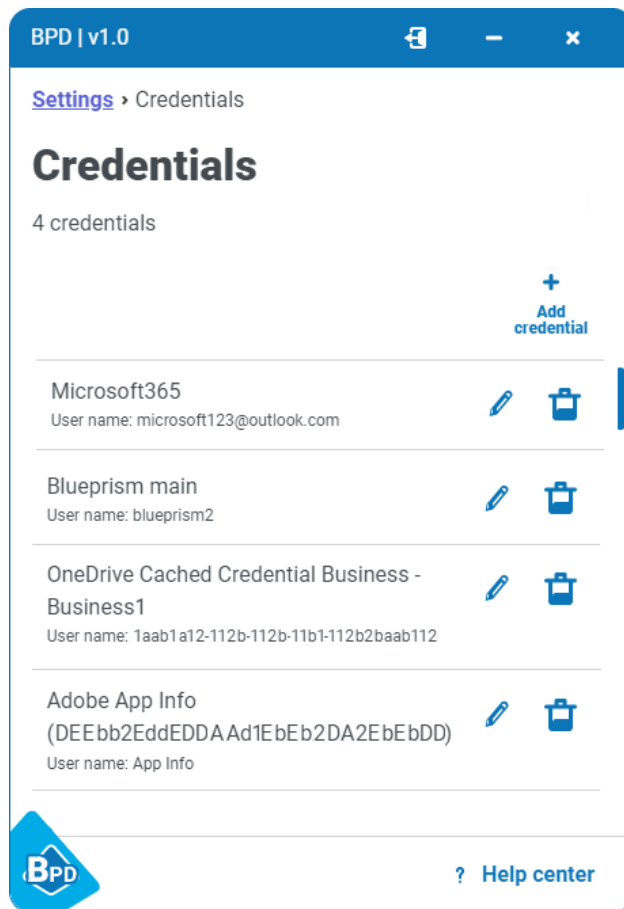 BPD | v1.0
Settings › Credentials
Credentials
4 credentials
+
Add
credential
Microsoft365
User name: microsoft123@outlook.com
Blueprism main
User name: blueprism2
OneDrive Cached Credential Business -
Business1
User name: 1aab1a12-112b-112b-11b1-112b2baab112
Adobe App Info
(DEEbb2EddEDDAAd1EbEb2DA2EbEbDD)
User name: App Info
BPD
? Help center